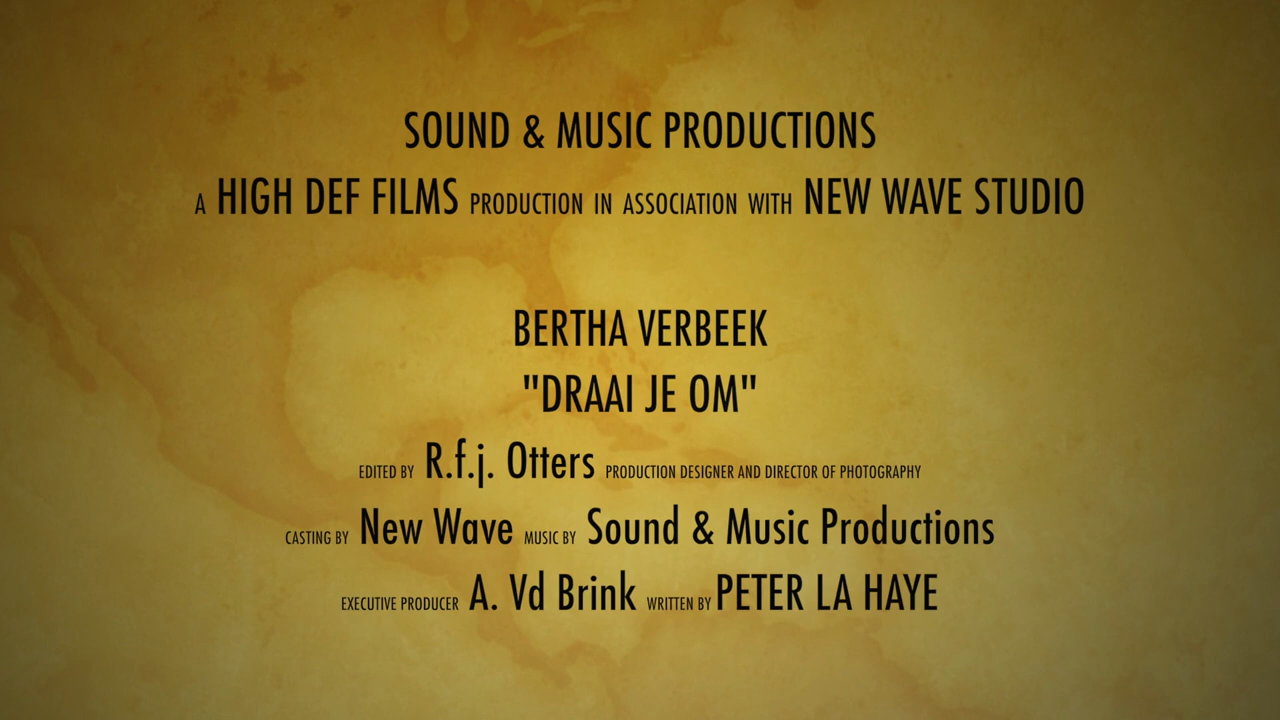 SOUND & MUSIC PRODUCTIONS
A HIGH DEF FILMS PRODUCTION IN ASSOCIATION WITH NEW WAVE STUDIO
BERTHA VERBEEK
"DRAAI JE OM"
EDITED BY R.f.j. Otters PRODUCTION DESIGNER AND DIRECTOR OF PHOTOGRAPHY
CASTING BY New Wave MUSIC BY Sound & Music Productions
EXECUTIVE PRODUCER A. Vd Brink WRITTEN BY PETER LA HAYE